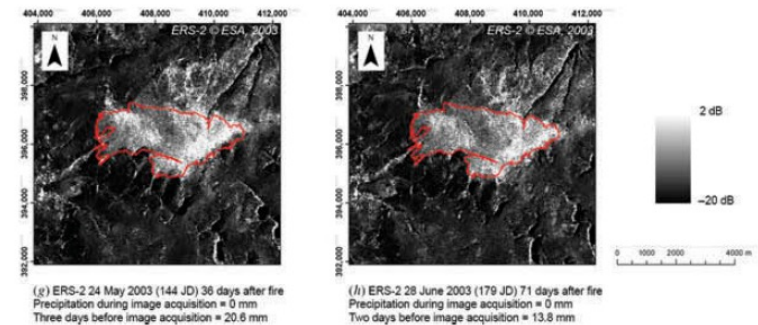 404,000 406,000 408,000 410,000 412,000
ERS-2 © ESA, 2003
N
398,000
396,000
394,000
392,000
(g) ERS-2 24 May 2003 (144 JD) 36 days after fire
Precipitation during image acquisition = 0 mm
Three days before image acquisition = 20.6 mm
404,000 406,000 408,000 410,000 412,000
ERS-2 © ESA, 2003
N
398,000
396,000
394,000
392,000
(h) ERS-2 28 June 2003 (179 JD) 71 days after fire
Precipitation during image acquisition = 0 mm
Two days before image acquisition = 13.8 mm
2 dB
–20 dB
0 1000 2000 4000 m